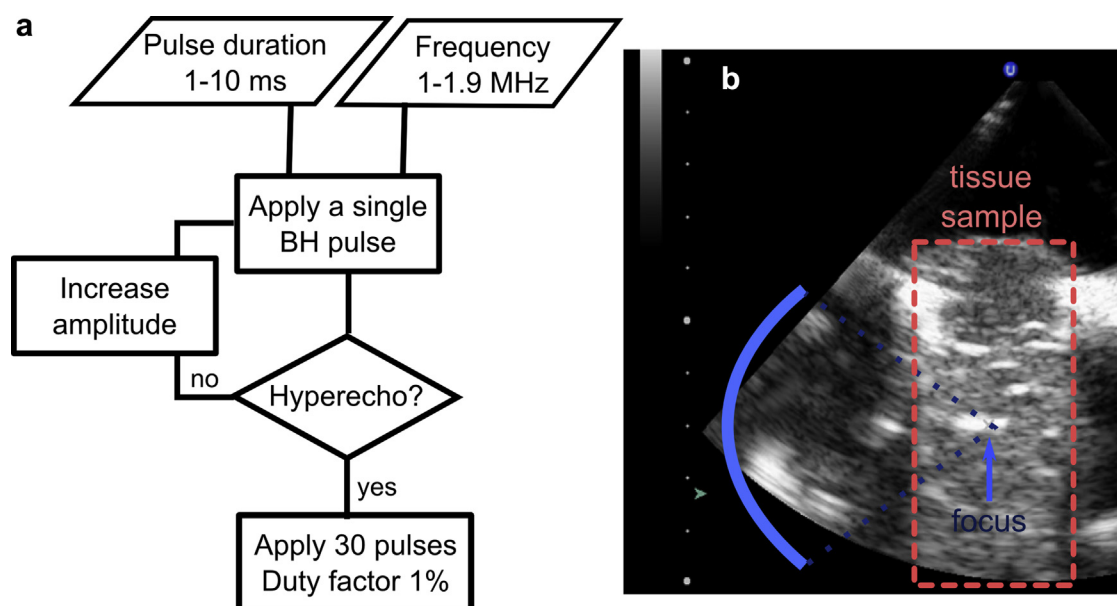 a
Pulse duration
1-10 ms
Frequency
1-1.9 MHz
Apply a single
BH pulse
Increase
amplitude
no
Hyperecho?
yes
Apply 30 pulses
Duty factor 1%
b
U
tissue
sample
focus